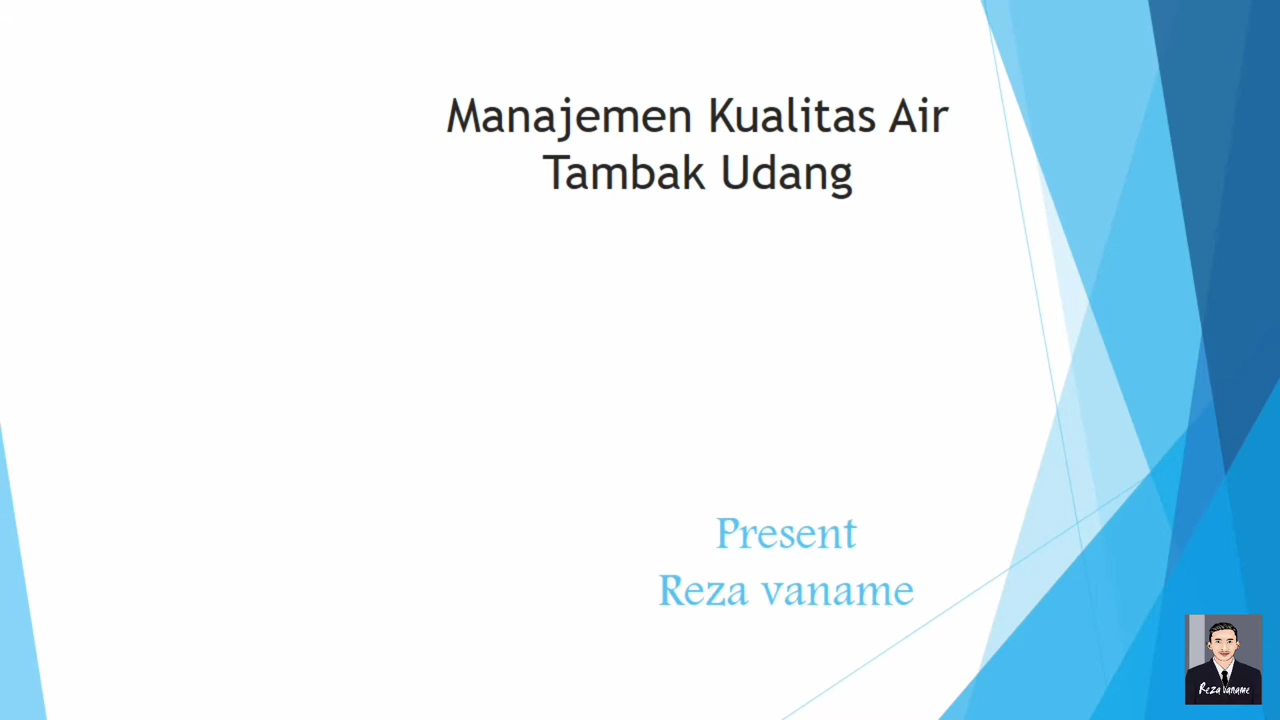 Manajemen Kualitas Air
Tambak Udang
Present
Reza vaname
Reza vaname